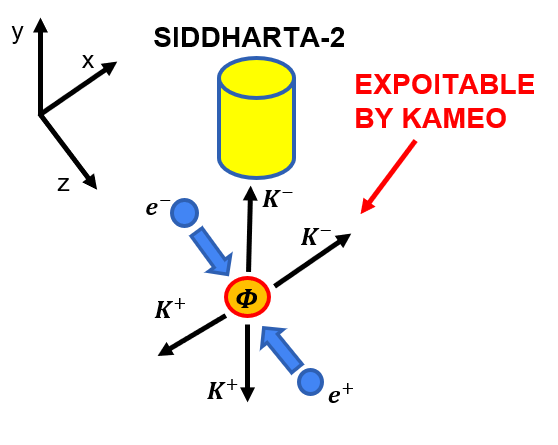 SIDDHARTA-2
y
x
z
EXPOITABLE
BY KAMEO
K⁻
e⁻
K⁻
Φ
K⁺
K⁺
e⁺